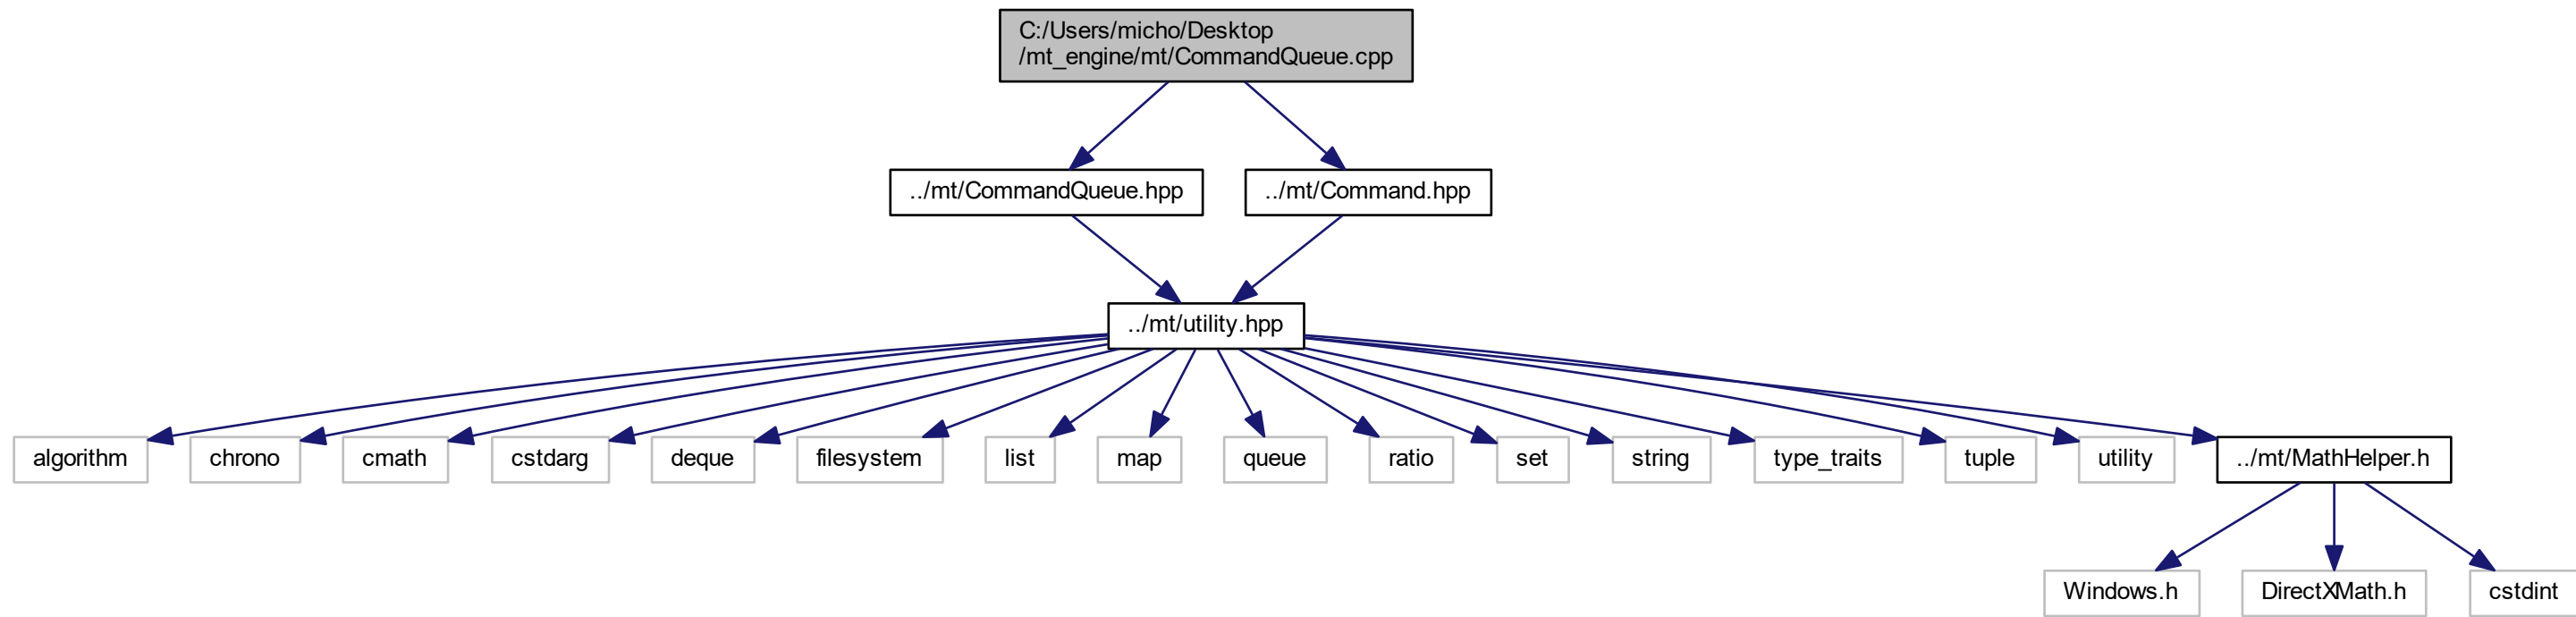 C:/Users/micho/Desktop
/mt_engine/mt/CommandQueue.cpp
../mt/CommandQueue.hpp
../mt/Command.hpp
../mt/utility.hpp
algorithm
chrono
cmath
cstdarg
deque
filesystem
list
map
queue
ratio
set
string
type_traits
tuple
utility
../mt/MathHelper.h
Windows.h
DirectXMath.h
cstdint